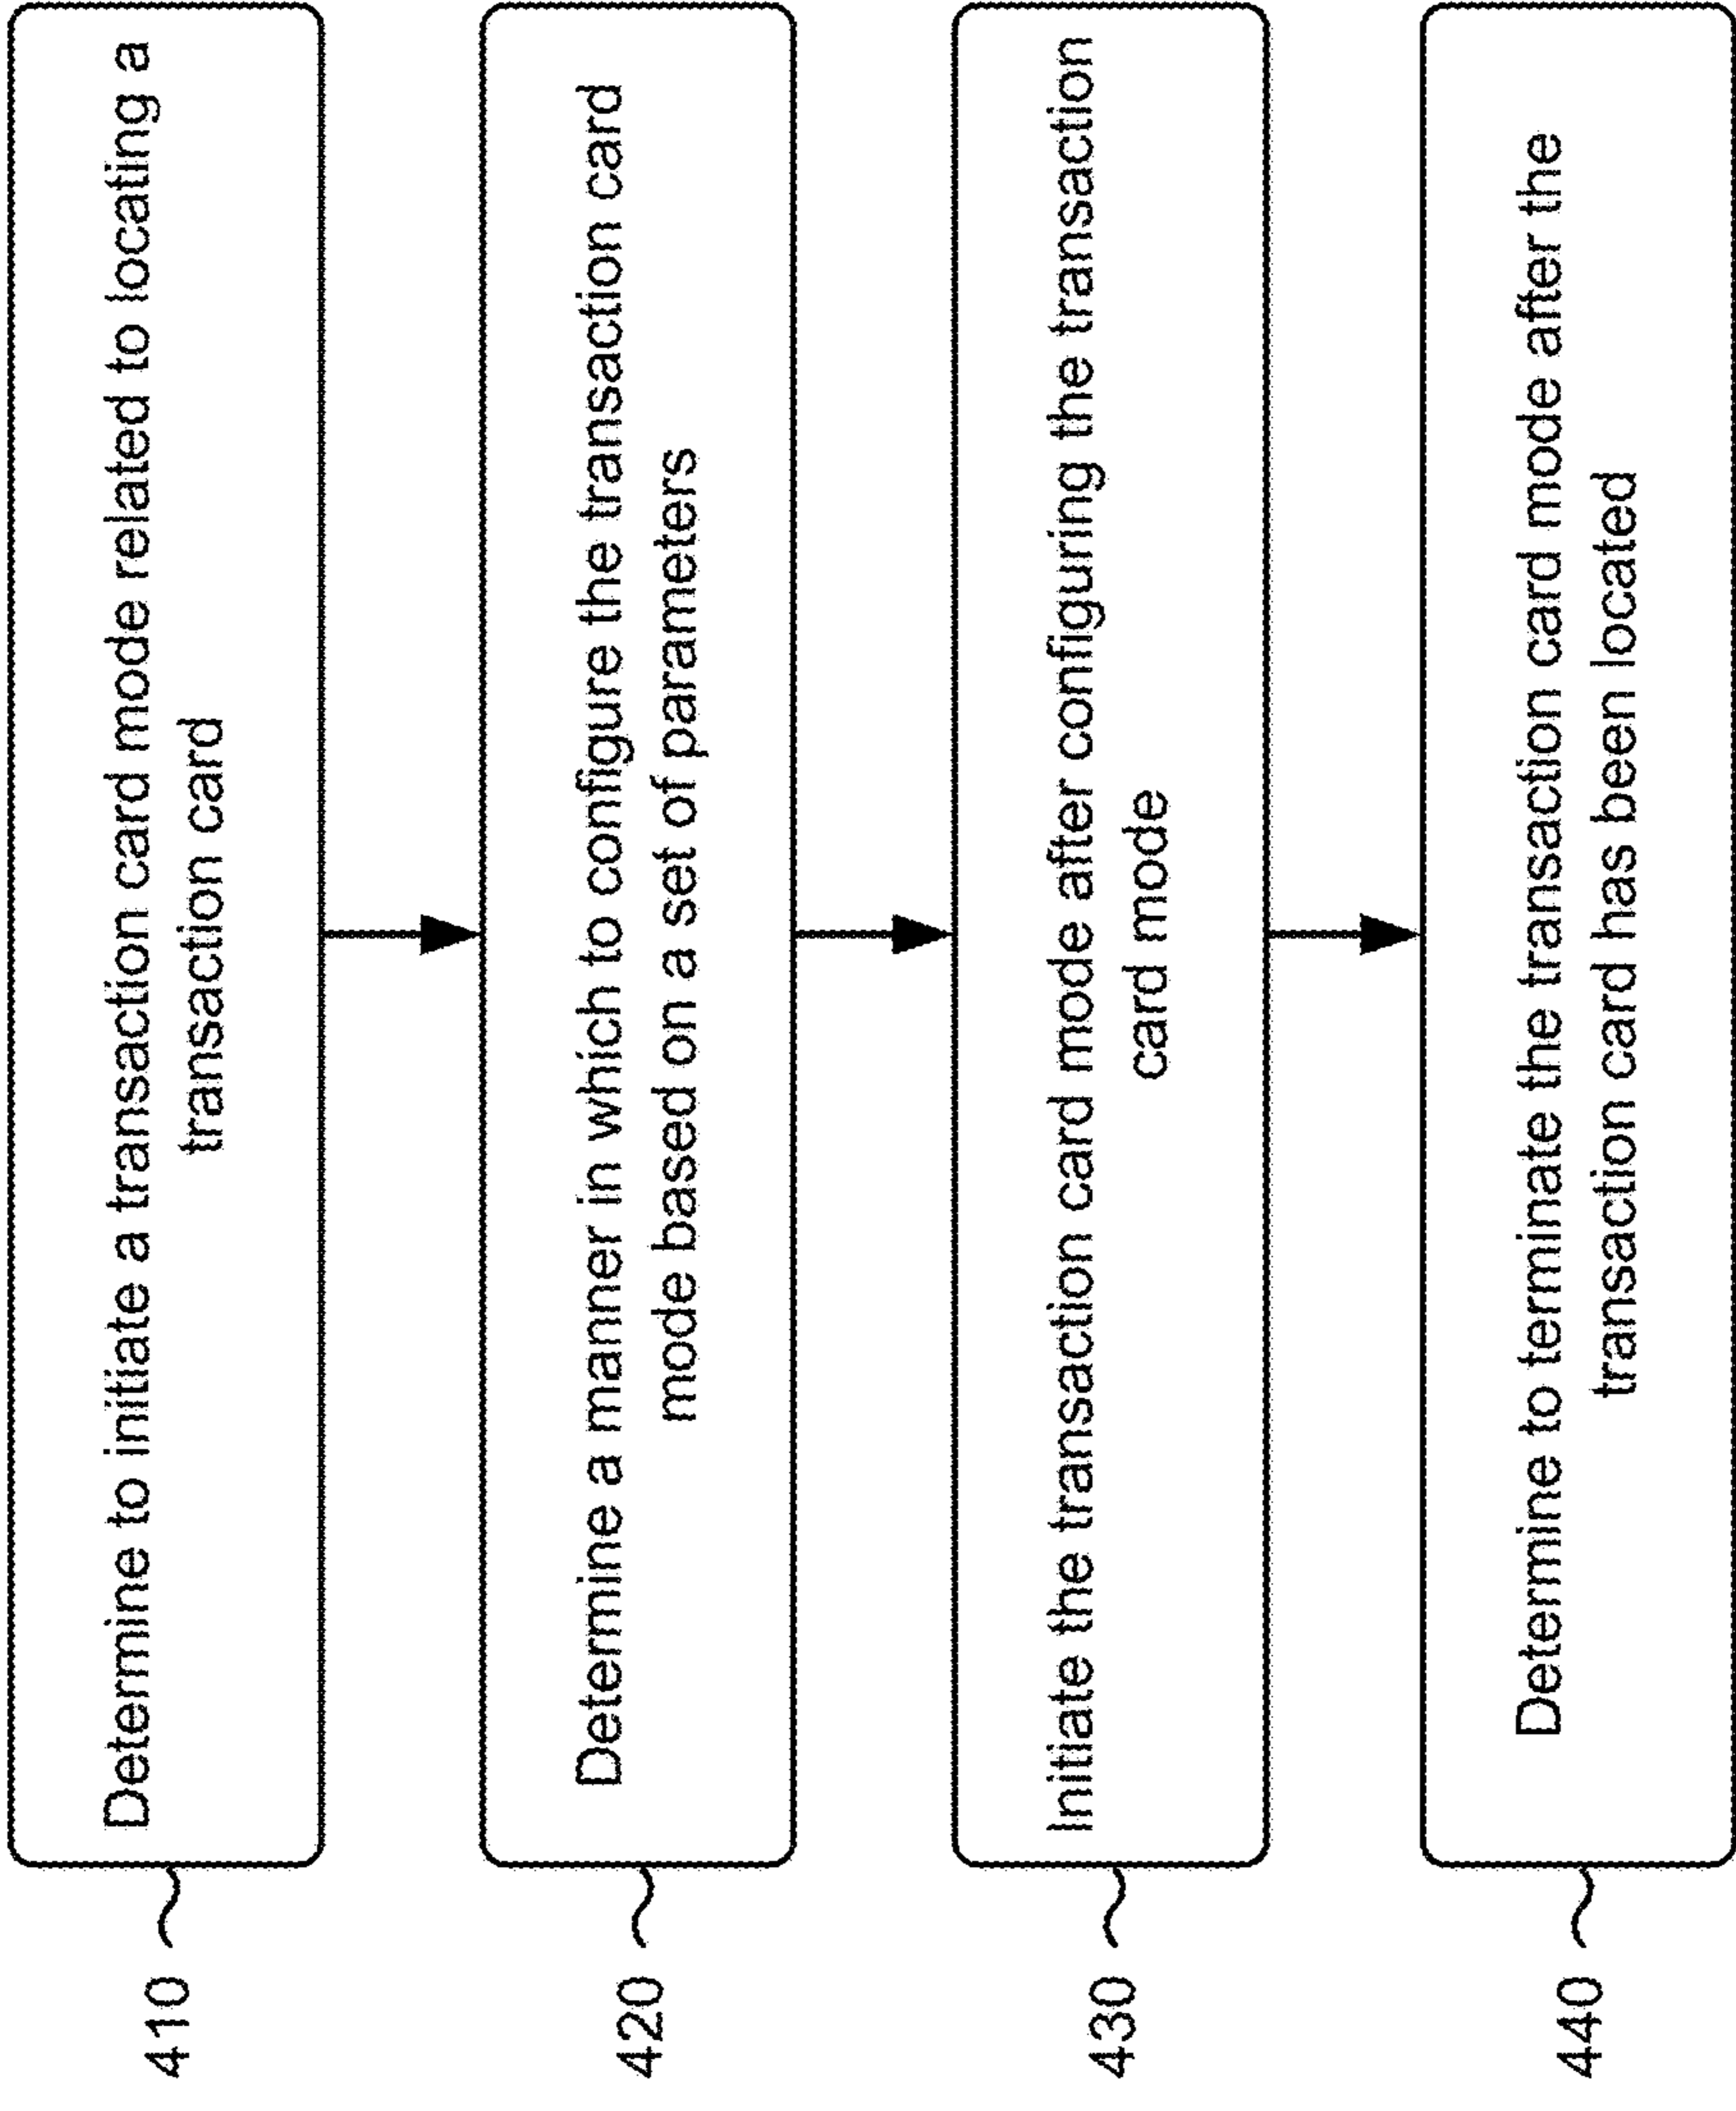 410
Determine to initiate a transaction card mode related to locating a
transaction card
420
Determine a manner in which to configure the transaction card
mode based on a set of parameters
430
Initiate the transaction card mode after configuring the transaction
card mode
440
Determine to terminate the transaction card mode after the
transaction card has been located